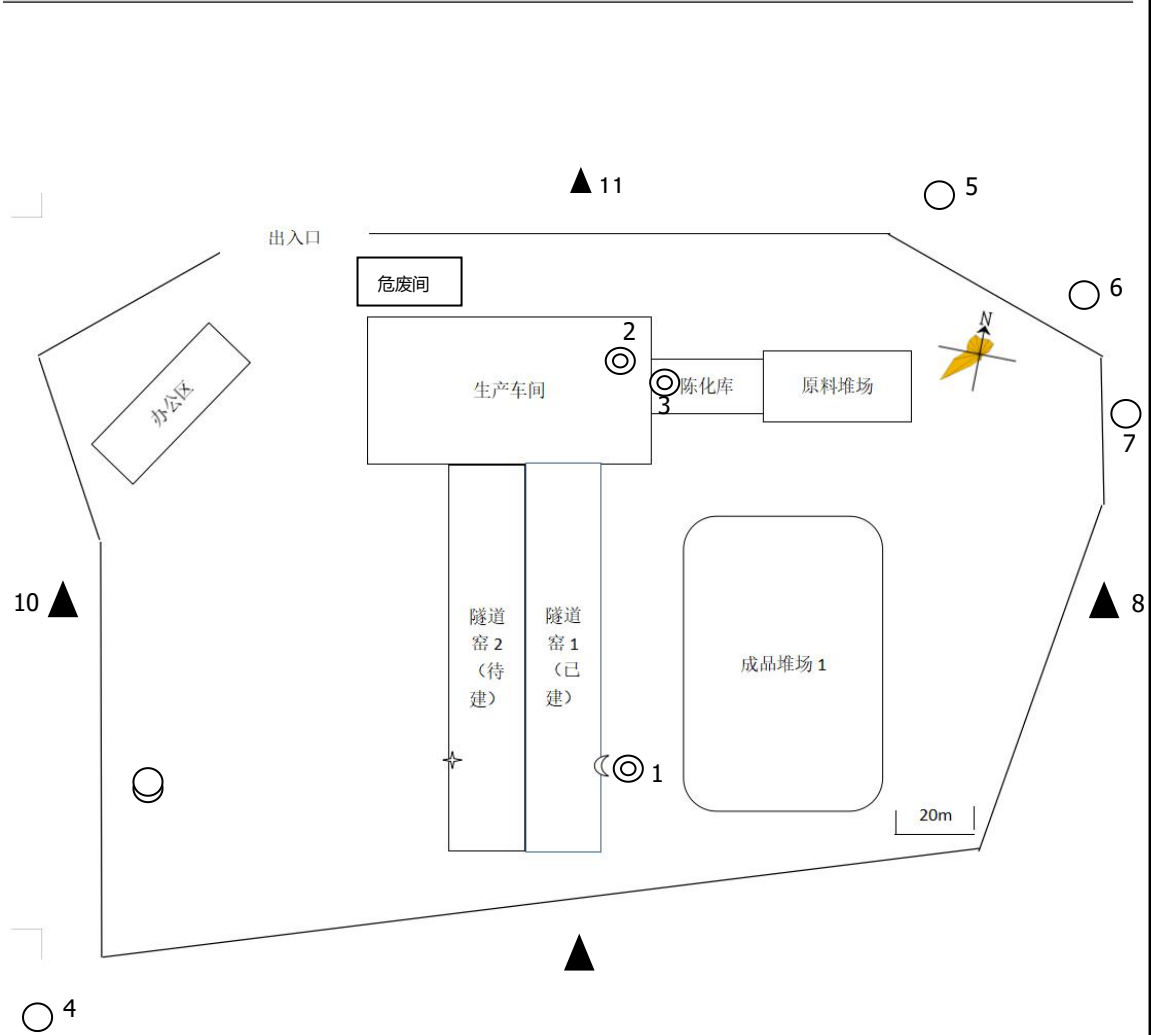 11
5
出入口
危废间
6
N
2
生产车间
3
陈化库
原料堆场
7
办公区
10
8
隧道
窑 2
（待
建）
隧道
窑 1
（已
建）
成品堆场 1
1
20m
4